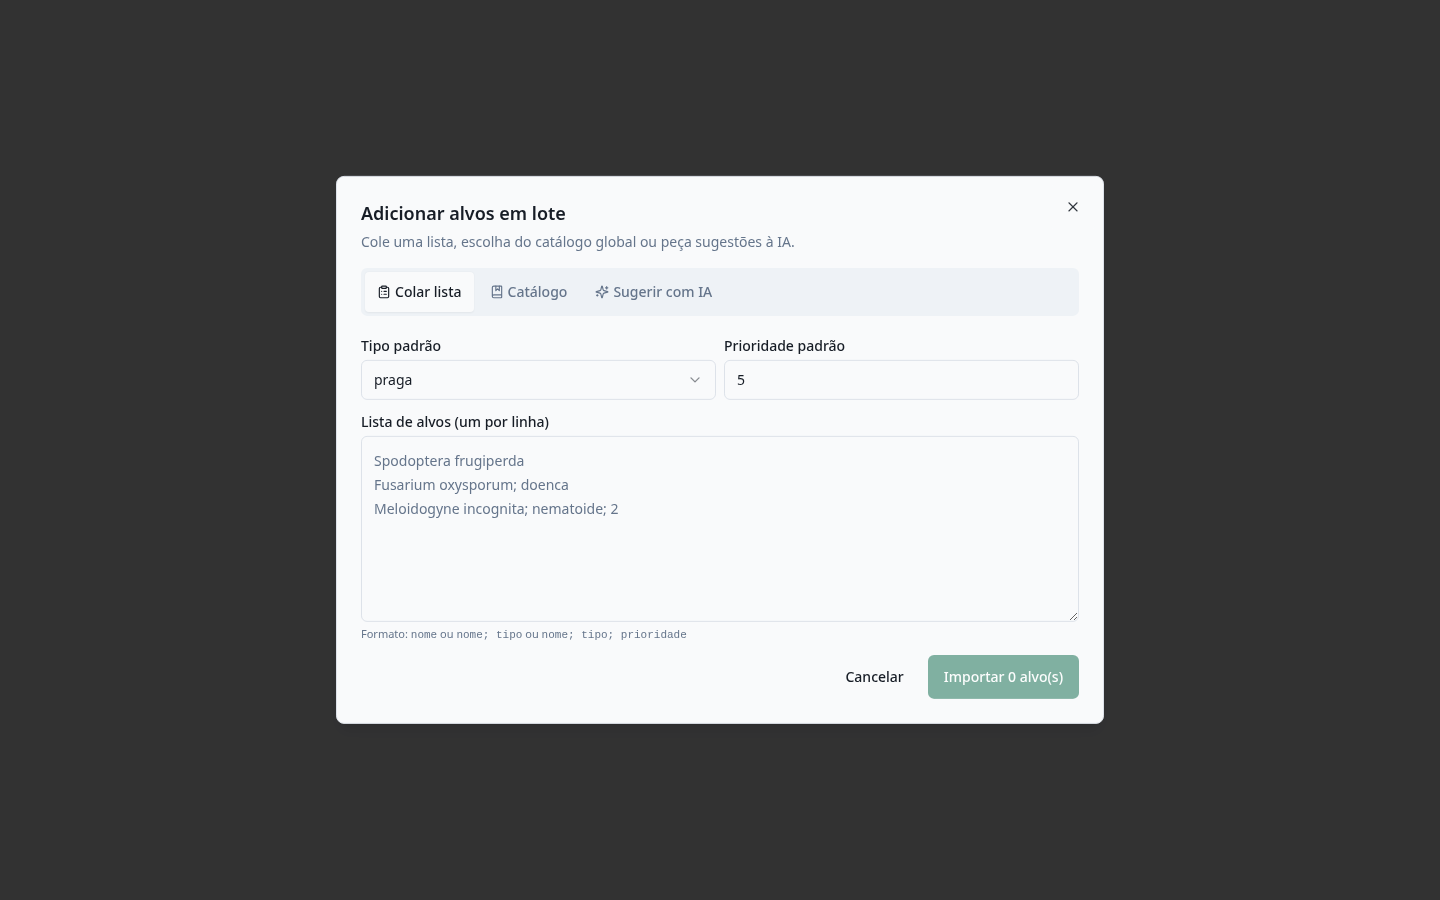 Adicionar alvos em lote
Cole uma lista, escolha do catálogo global ou peça sugestões à IA.
Colar lista
Catálogo
Sugerir com IA
Tipo padrão
Prioridade padrão
praga
5
Lista de alvos (um por linha)
Spodoptera frugiperda
Fusarium oxysporum; doenca
Meloidogyne incognita; nematoide; 2
Formato: nome ou nome; tipo ou nome; tipo; prioridade
Cancelar
Importar 0 alvo(s)